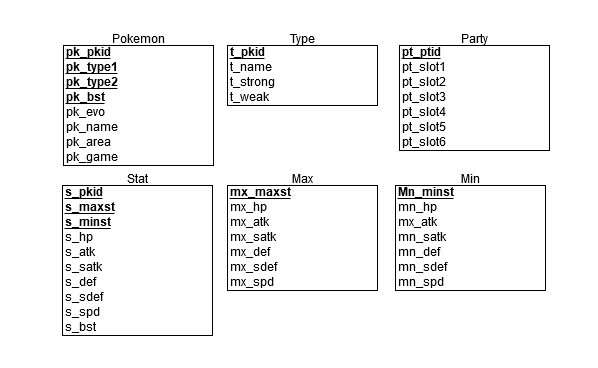 Pokemon
pk_pkid
pk_type1
pk_type2
pk_bst
pk_evo
pk_name
pk_area
pk_game
Type
t_pkid
t_name
t_strong
t_weak
Party
pt_ptid
pt_slot1
pt_slot2
pt_slot3
pt_slot4
pt_slot5
pt_slot6
Stat
s_pkid
s_maxst
s_minst
s_hp
s_atk
s_satk
s_def
s_sdef
s_spd
s_bst
Max
mx_maxst
mx_hp
mx_atk
mx_satk
mx_def
mx_sdef
mx_spd
Min
Mn_minst
mn_hp
mx_atk
mn_satk
mn_def
mn_sdef
mn_spd